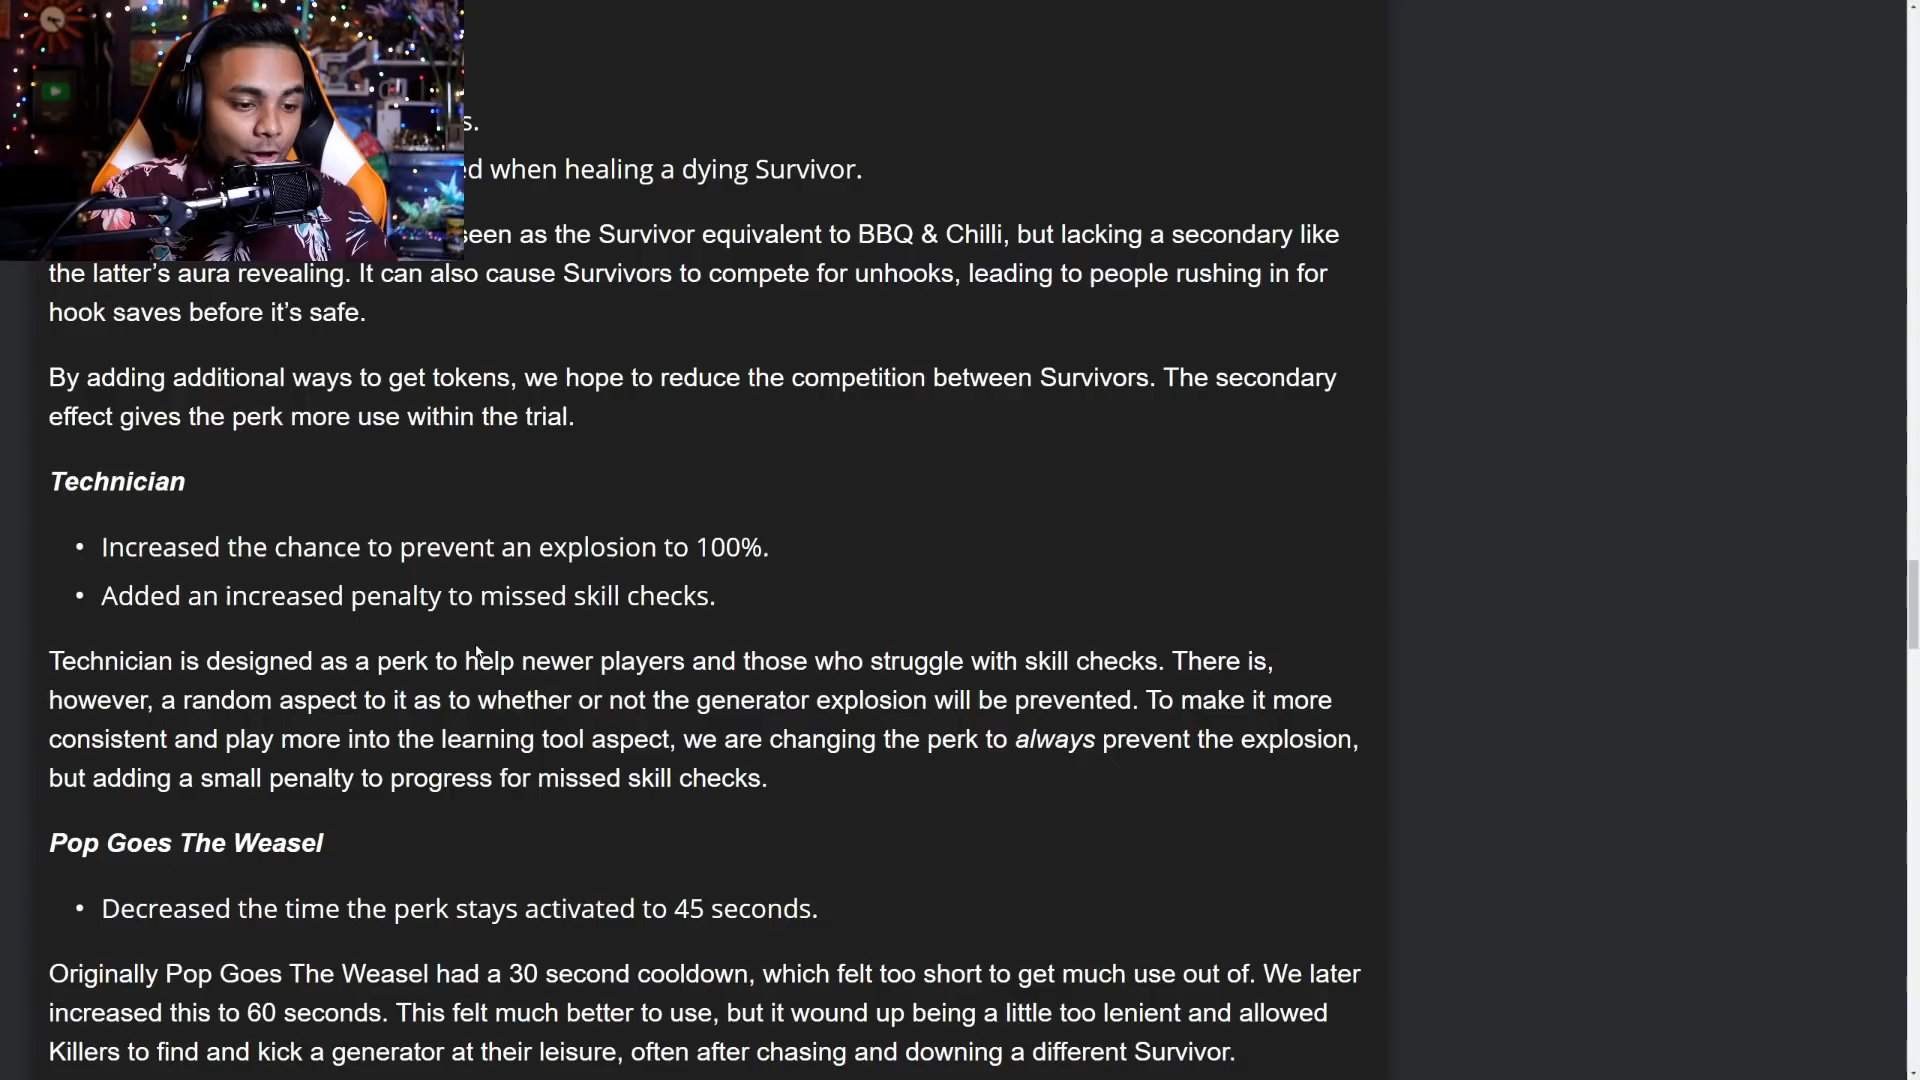 s.
ed when healing a dying Survivor.
seen as the Survivor equivalent to BBQ & Chilli, but lacking a secondary like
the latter’s aura revealing. It can also cause Survivors to compete for unhooks, leading to people rushing in for
hook saves before it’s safe.
By adding additional ways to get tokens, we hope to reduce the competition between Survivors. The secondary
effect gives the perk more use within the trial.
Technician
• Increased the chance to prevent an explosion to 100%.
• Added an increased penalty to missed skill checks.
Technician is designed as a perk to help newer players and those who struggle with skill checks. There is,
however, a random aspect to it as to whether or not the generator explosion will be prevented. To make it more
consistent and play more into the learning tool aspect, we are changing the perk to always prevent the explosion,
but adding a small penalty to progress for missed skill checks.
Pop Goes The Weasel
• Decreased the time the perk stays activated to 45 seconds.
Originally Pop Goes The Weasel had a 30 second cooldown, which felt too short to get much use out of. We later
increased this to 60 seconds. This felt much better to use, but it wound up being a little too lenient and allowed
Killers to find and kick a generator at their leisure, often after chasing and downing a different Survivor.